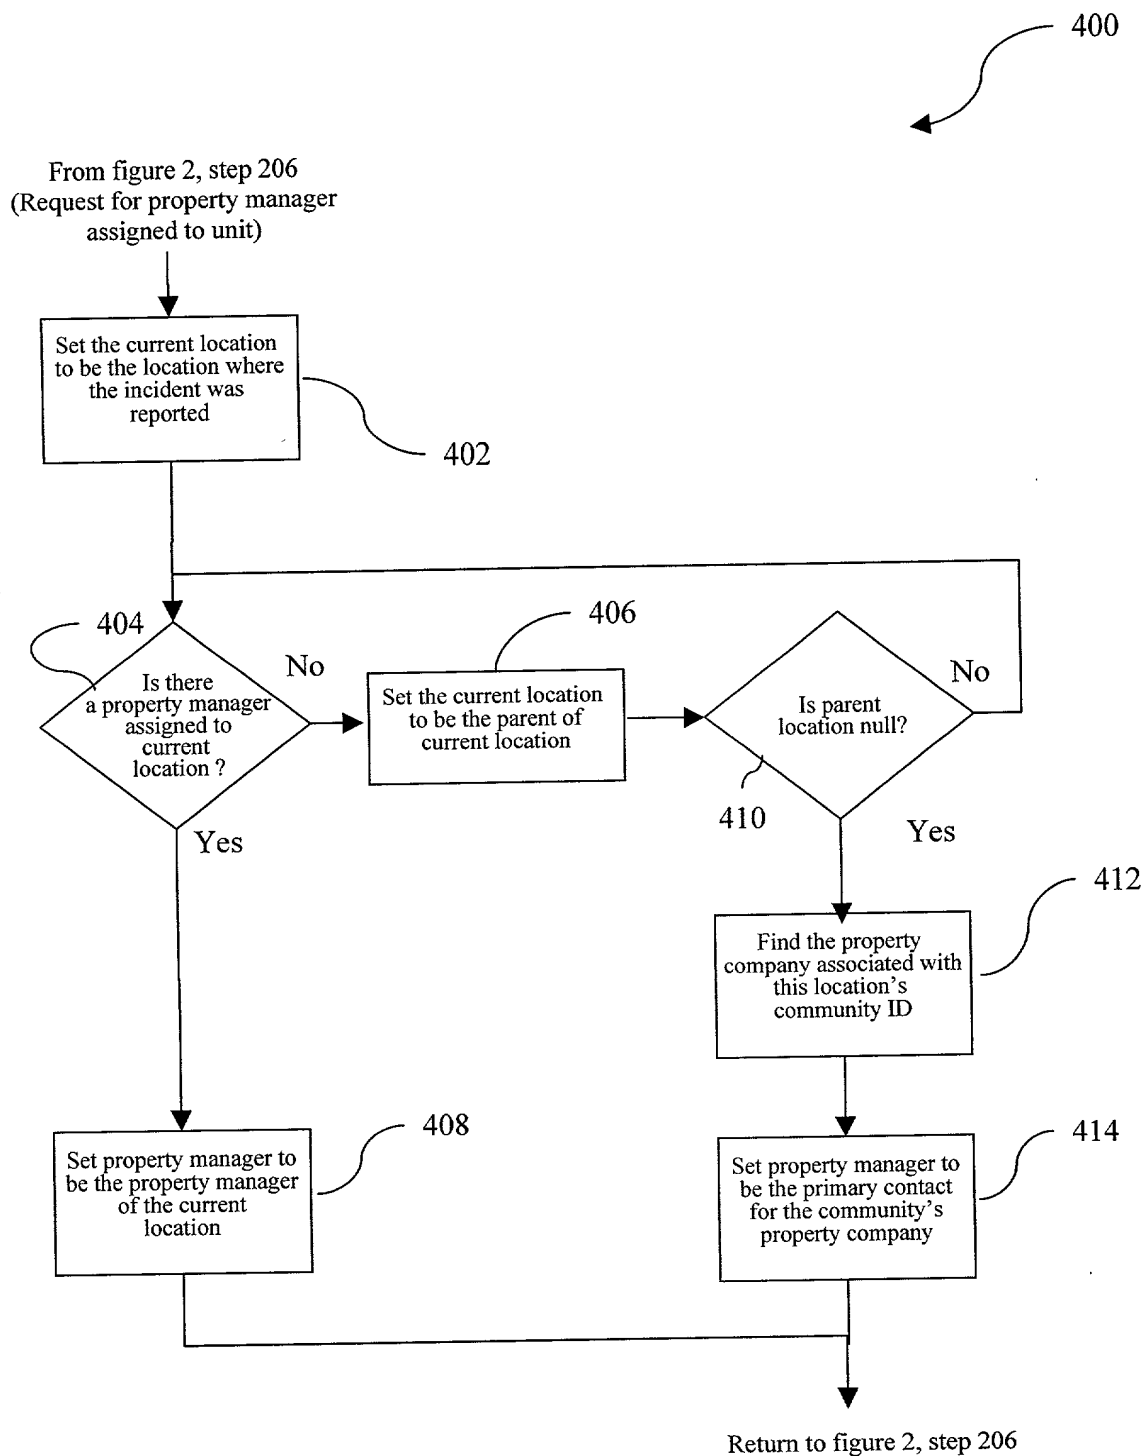 400
From figure 2, step 206
(Request for property manager
assigned to unit)
Set the current location
to be the location where
the incident was
reported
402
404
Is there
a property manager
assigned to
current
location ?
No
406
Set the current location
to be the parent of
current location
Is parent
location null?
No
410
Yes
Yes
412
Find the property
company associated with
this location's
community ID
408
Set property manager to
be the property manager
of the current
location
414
Set property manager to
be the primary contact
for the community's
property company
Return to figure 2, step 206